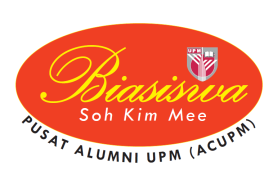 UPM
Biasiswa
Soh Kim Mee
PUSAT ALUMNI UPM (ACUPM)